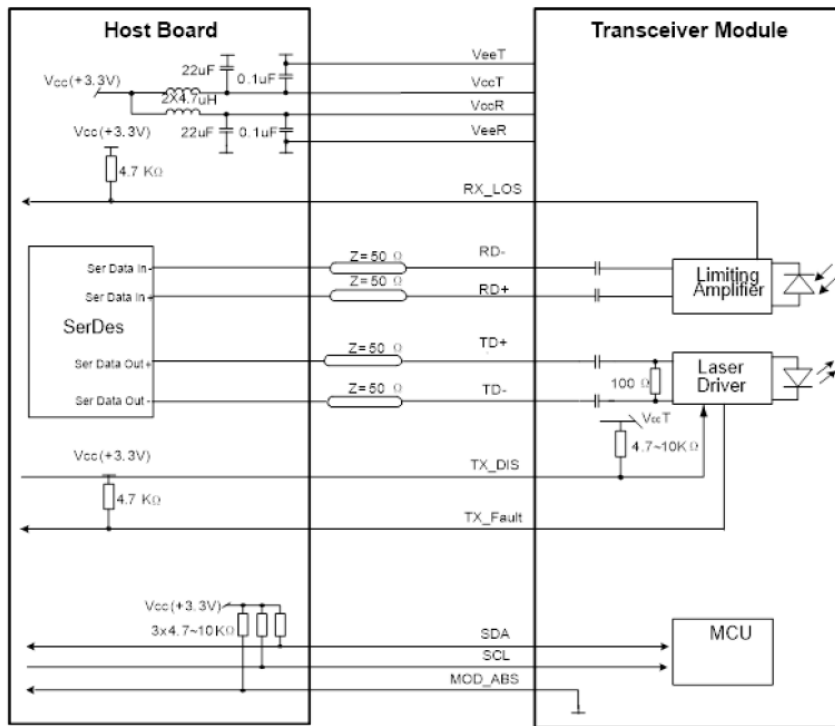 Host Board
Transceiver Module
VeeT
22uF
0.1uF
Vcc(+3.3V)
VccT
2X4.7uH
VccR
Vcc(+3.3V)
22uF
0.1uF
VeeR
4.7 KΩ
RX_LOS
Z=50 Ω
RD-
Ser Data In -
Limiting
Amplifier
Z=50 Ω
Ser Data In +
RD+
SerDes
Z=50 Ω
TD+
Ser Data Out +
Laser
Driver
100 Ω
Z=50 Ω
Ser Data Out -
TD-
VccT
4.7~10KΩ
Vcc(+3.3V)
TX_DIS
4.7 KΩ
TX_Fault
Vcc(+3.3V)
3x4.7~10KΩ
SDA
MCU
SCL
MOD_ABS